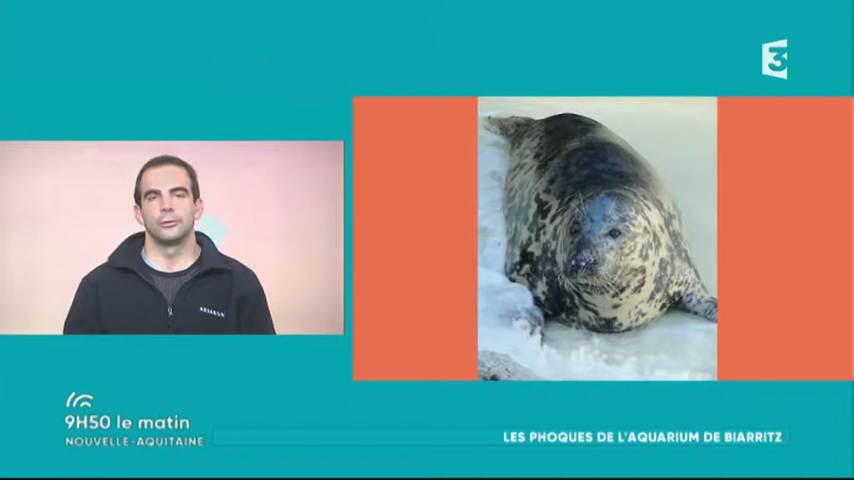 3
9H50 le matin
NOUVELLE-AQUITAINE
LES PHOQUES DE L'AQUARIUM DE BIARRITZ